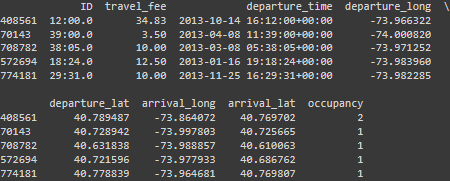 ID travel_fee departure_time departure_long \
408561 12:00.0 34.83 2013-10-14 16:12:00+00:00 -73.966322
70143 39:00.0 3.50 2013-04-08 11:39:00+00:00 -74.000820
708782 38:05.0 10.00 2013-03-08 05:38:05+00:00 -73.971252
572694 18:24.0 12.50 2013-01-16 19:18:24+00:00 -73.983960
774181 29:31.0 10.00 2013-11-25 16:29:31+00:00 -73.982285
departure_lat arrival_long arrival_lat occupancy
408561 40.789487 -73.864072 40.769702 2
70143 40.728942 -73.997803 40.725665 1
708782 40.631838 -73.988857 40.610063 1
572694 40.721596 -73.977933 40.686762 1
774181 40.778839 -73.964681 40.769807 1